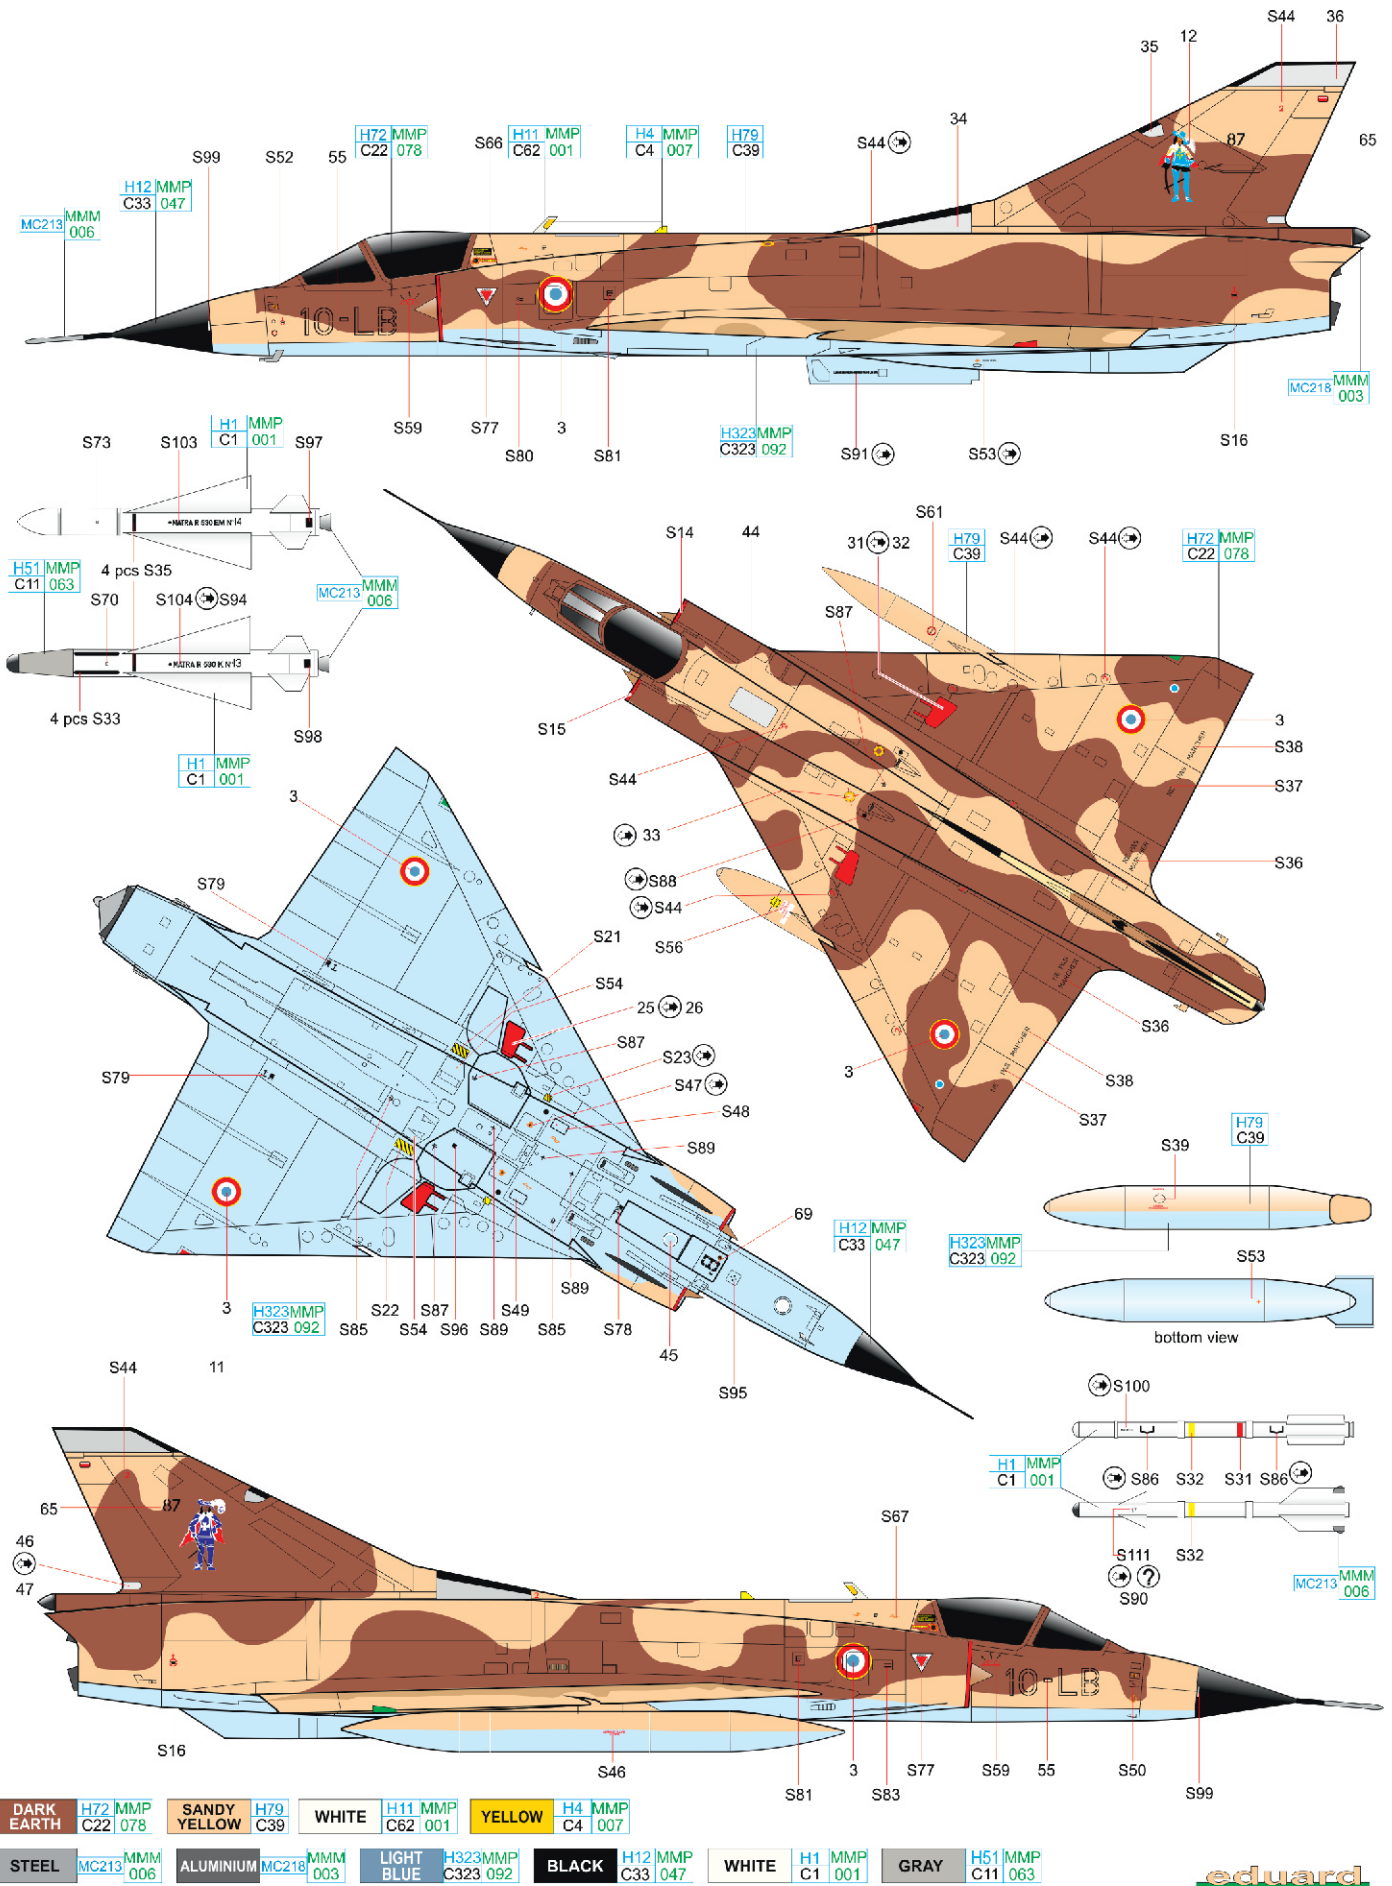 S44 36
12
35
34
87
65
H72 MMP
C22 078
S66
H11 MMP
C62 001
H4 MMP
C4 007
H79
C39
S44
S99 S52 55
H12 MMP
C33 047
MC213 MMM
006
10-LB
MC218 MMM
003
S59 S77 S80 3 S81
H323 MMP
C323 092
S91 S53 S16
H1 MMP
C1 001
S73 S103 S97
MATRA R 530 EM N°14
4 pcs S35
H51 MMP
C11 063
S70 S104 S94
MC213 MMM
006
MATRA R 530 K N°13
4 pcs S33
S98
H1 MMP
C1 001
S61
S14 44 31 32
H79
C39
S44 S44
H72 MMP
C22 078
S87
S15
3
S38
S44
S37
33
S36
S88
S44
S56
NE PAS MARCHER
S36
3
S38
S37
3
S79
S21
S54
25 26
S87
S23
S47
S48
S79
S89
69
H12 MMP
C33 047
3
H323 MMP
C323 092
S85 S22 S54 S87 S96 S89 S49 S85 S89 S78
45
S95
H79
C39
S39
H323 MMP
C323 092
S53
bottom view
S44 11
S100
H1 MMP
C1 001
S86 S32 S31 S86
S111 S32
?
S90
MC213 MMM
006
65 87
46
47
S67
10-LB
S16
S46
S81 3 S83 S77 S59 55 S50 S99
DARK EARTH H72 MMP C22 078
SANDY YELLOW H79 C39
WHITE H11 MMP C62 001
YELLOW H4 MMP C4 007
STEEL MC213 MMM 006
ALUMINIUM MC218 MMM 003
LIGHT BLUE H323 MMP C323 092
BLACK H12 MMP C33 047
WHITE H1 MMP C1 001
GRAY H51 MMP C11 063
eduard